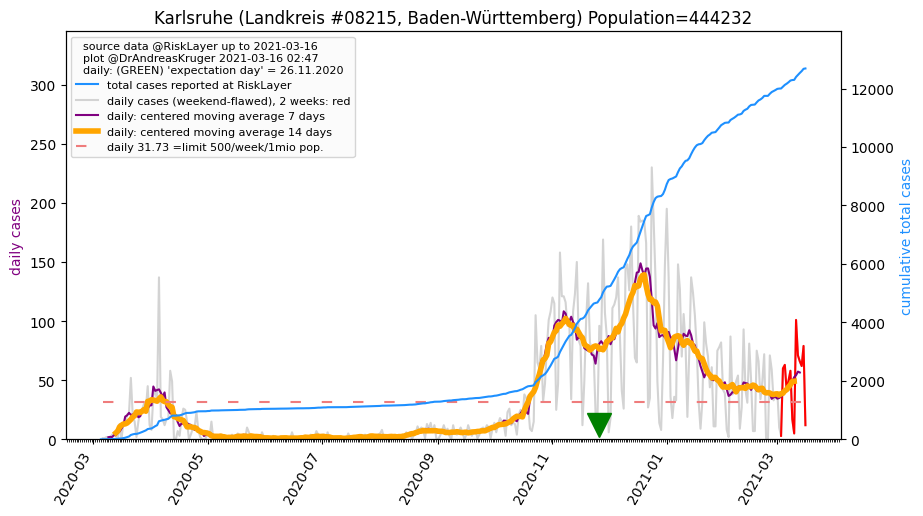 Karlsruhe (Landkreis #08215, Baden-Württemberg) Population=444232
source data @RiskLayer up to 2021-03-16
plot @DrAndreasKruger 2021-03-16 02:47
daily: (GREEN) 'expectation day' = 26.11.2020
total cases reported at RiskLayer
daily cases (weekend-flawed), 2 weeks: red
daily: centered moving average 7 days
daily: centered moving average 14 days
daily 31.73 =limit 500/week/1mio pop.
daily cases
300
250
200
150
100
50
0
cumulative total cases
12000
10000
8000
6000
4000
2000
0
2020-03
2020-05
2020-07
2020-09
2020-11
2021-01
2021-03